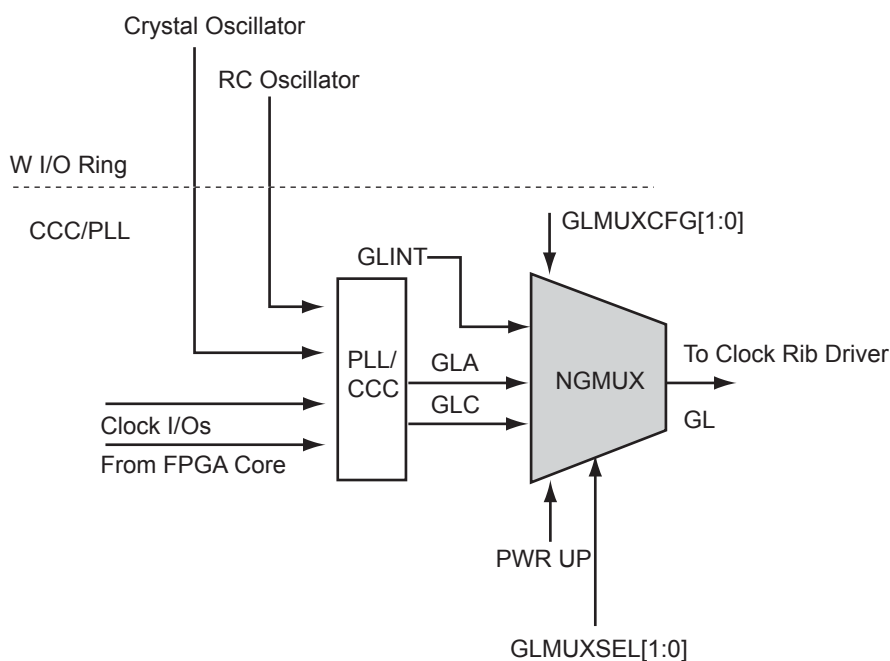 Crystal Oscillator
RC Oscillator
W I/O Ring
CCC/PLL
GLMUXCFG[1:0]
GLINT
PLL/
CCC
GLA
GLC
NGMUX
To Clock Rib Driver
GL
Clock I/Os
From FPGA Core
PWR UP
GLMUXSEL[1:0]